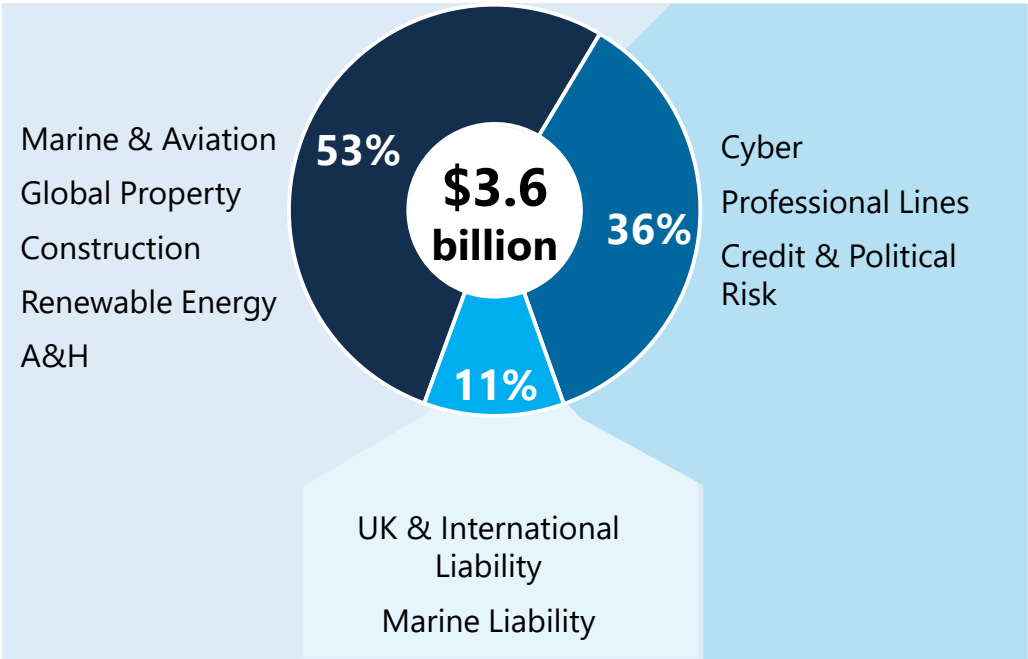 Marine & Aviation
Global Property
Construction
Renewable Energy
A&H
53%
$3.6
billion
36%
11%
Cyber
Professional Lines
Credit & Political
Risk
UK & International
Liability
Marine Liability